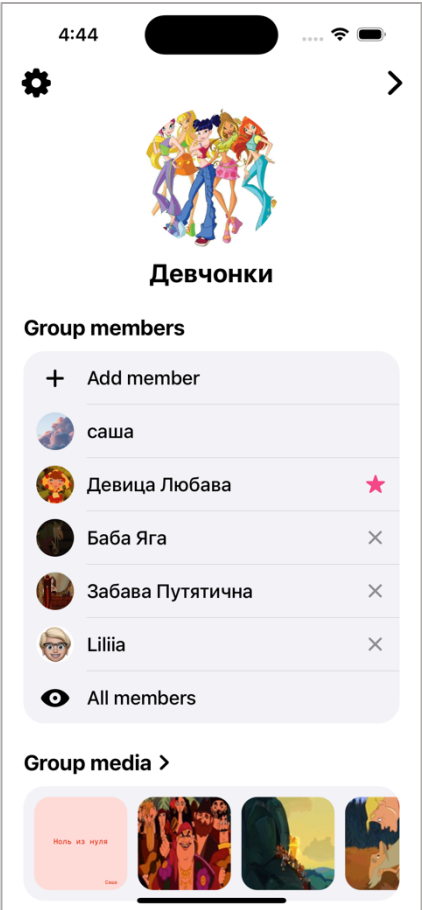 4:44
Девчонки
Group members
Add member
саша
Девица Любава
Баба Яга
Забава Путятична
Liliia
All members
Group media
Ноль из нуля
Саша